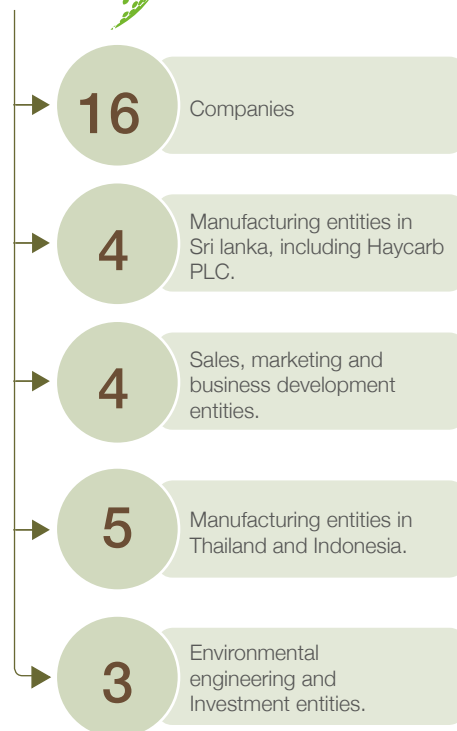 16
Companies
4
Manufacturing entities in
Sri lanka, including Haycarb
PLC.
4
Sales, marketing and
business development
entities.
5
Manufacturing entities in
Thailand and Indonesia.
3
Environmental
engineering and
Investment entities.